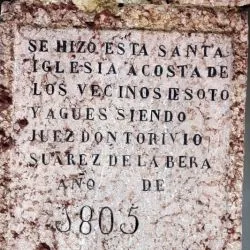 SE HIZO ESTA SANTA
IGLESIA A COSTA DE
LOS VECINOS DE SOTO
Y AGUES SIENDO
JUEZ DON TORIVIO
SUAREZ DE LA BERA
AÑO DE
1805